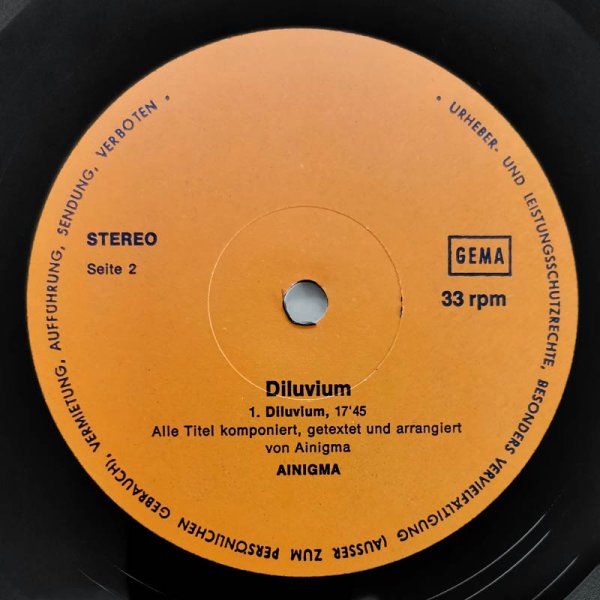 • URHEBER- UND LEISTUNGSSCHUTZRECHTE, BESONDERS VERVIELFÄLTIGUNG (AUSSER ZUM PERSÖNLICHEN GEBRAUCH), VERMIETUNG, AUFFÜHRUNG, SENDUNG, VERBOTEN •
STEREO
Seite 2
GEMA
33 rpm
Diluvium
1. Diluvium, 17'45
Alle Titel komponiert, getextet und arrangiert
von Ainigma
AINIGMA